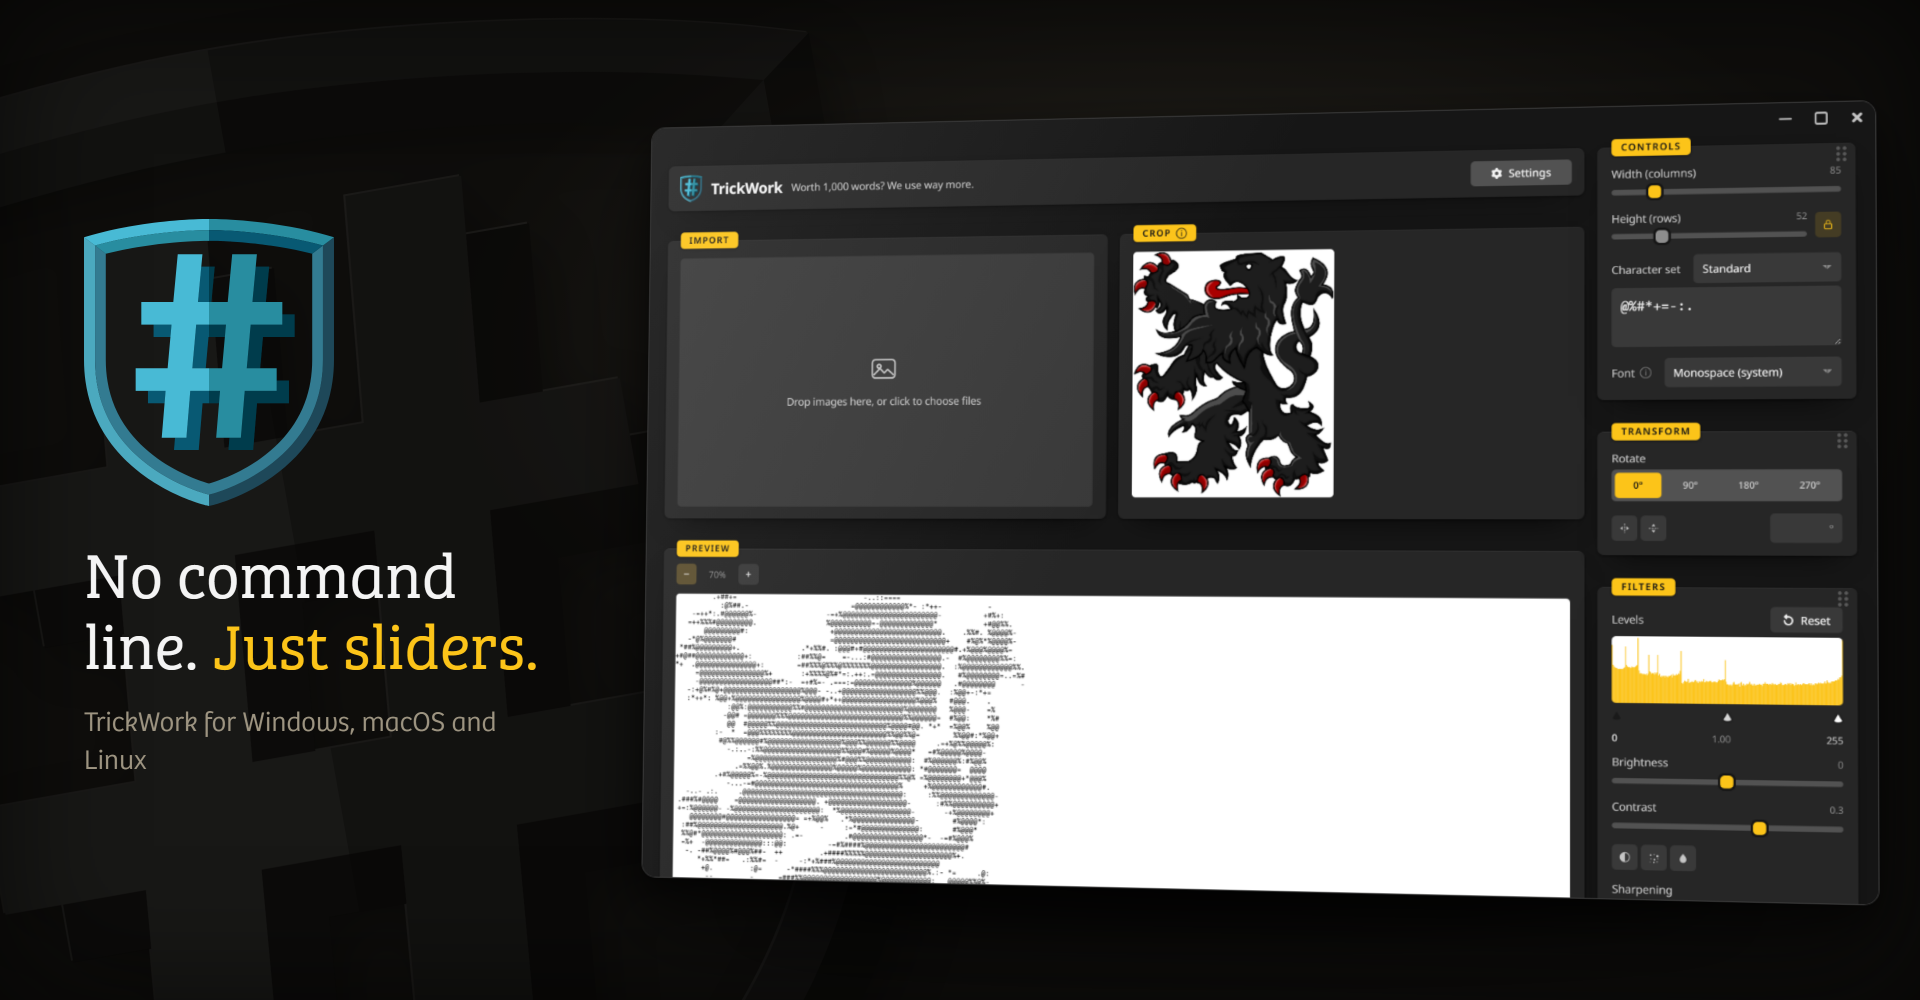 #
No command
line. Just sliders.
TrickWork for Windows, macOS and
Linux
TrickWork Worth 1,000 words? We use way more.
Settings
IMPORT
Drop images here, or click to choose files
CROP
PREVIEW
70%
CONTROLS
Width (columns) 85
Height (rows) 52
Character set Standard
@%#*+=-:.
Font Monospace (system)
TRANSFORM
Rotate
0° 90° 180° 270°
°
FILTERS
Levels Reset
0 1.00 255
Brightness 0
Contrast 0.3
Sharpening